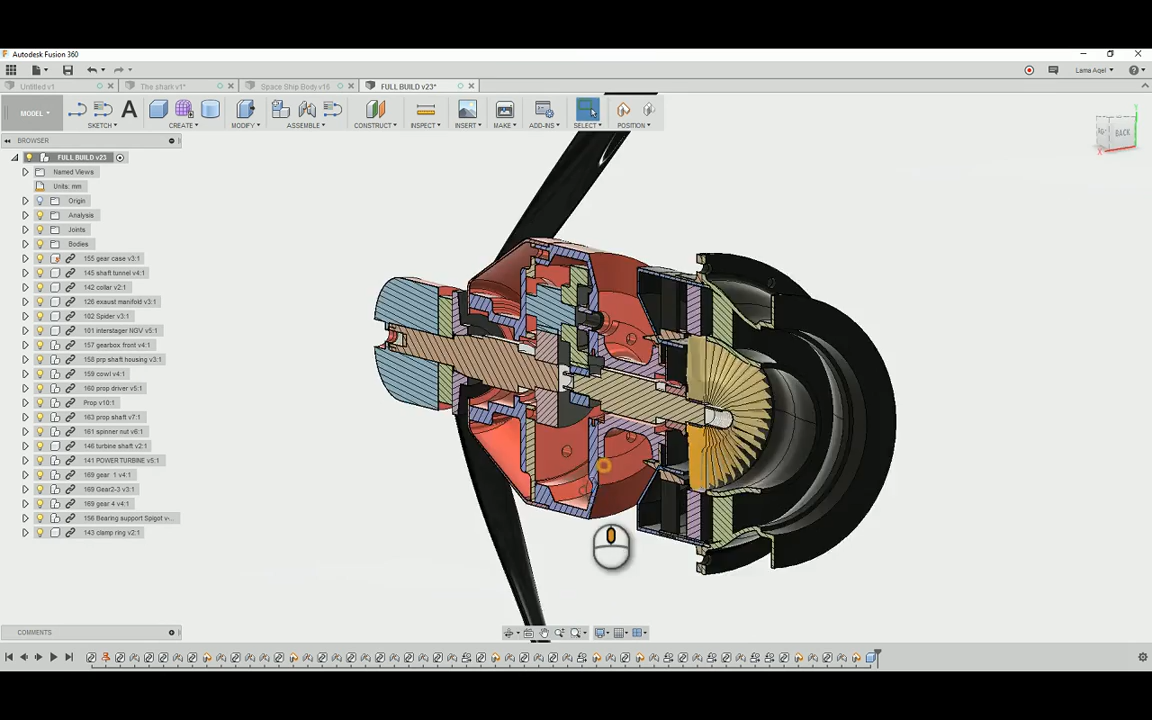 Autodesk Fusion 360
Lama Aqel
Untitled v1
The shark v1*
Space Ship Body v16
FULL BUILD v23*
MODEL
SKETCH
CREATE
MODIFY
ASSEMBLE
CONSTRUCT
INSPECT
INSERT
MAKE
ADD-INS
SELECT
POSITION
BACK
BROWSER
FULL BUILD v23
Named Views
Units: mm
Origin
Analysis
Joints
Bodies
155 gear case v3:1
145 shaft tunnel v4:1
142 collar v2:1
126 exaust manifold v3:1
102 Spider v3:1
101 interstager NGV v5:1
157 gearbox front v4:1
158 prp shaft housing v3:1
159 cowl v4:1
160 prop driver v5:1
Prop v10:1
163 prop shaft v7:1
161 spinner nut v6:1
146 turbine shaft v2:1
141 POWER TURBINE v5:1
169 gear 1 v4:1
169 Gear2-3 v3:1
169 gear 4 v4:1
156 Bearing support Spigot v-...
143 clamp ring v2:1
COMMENTS